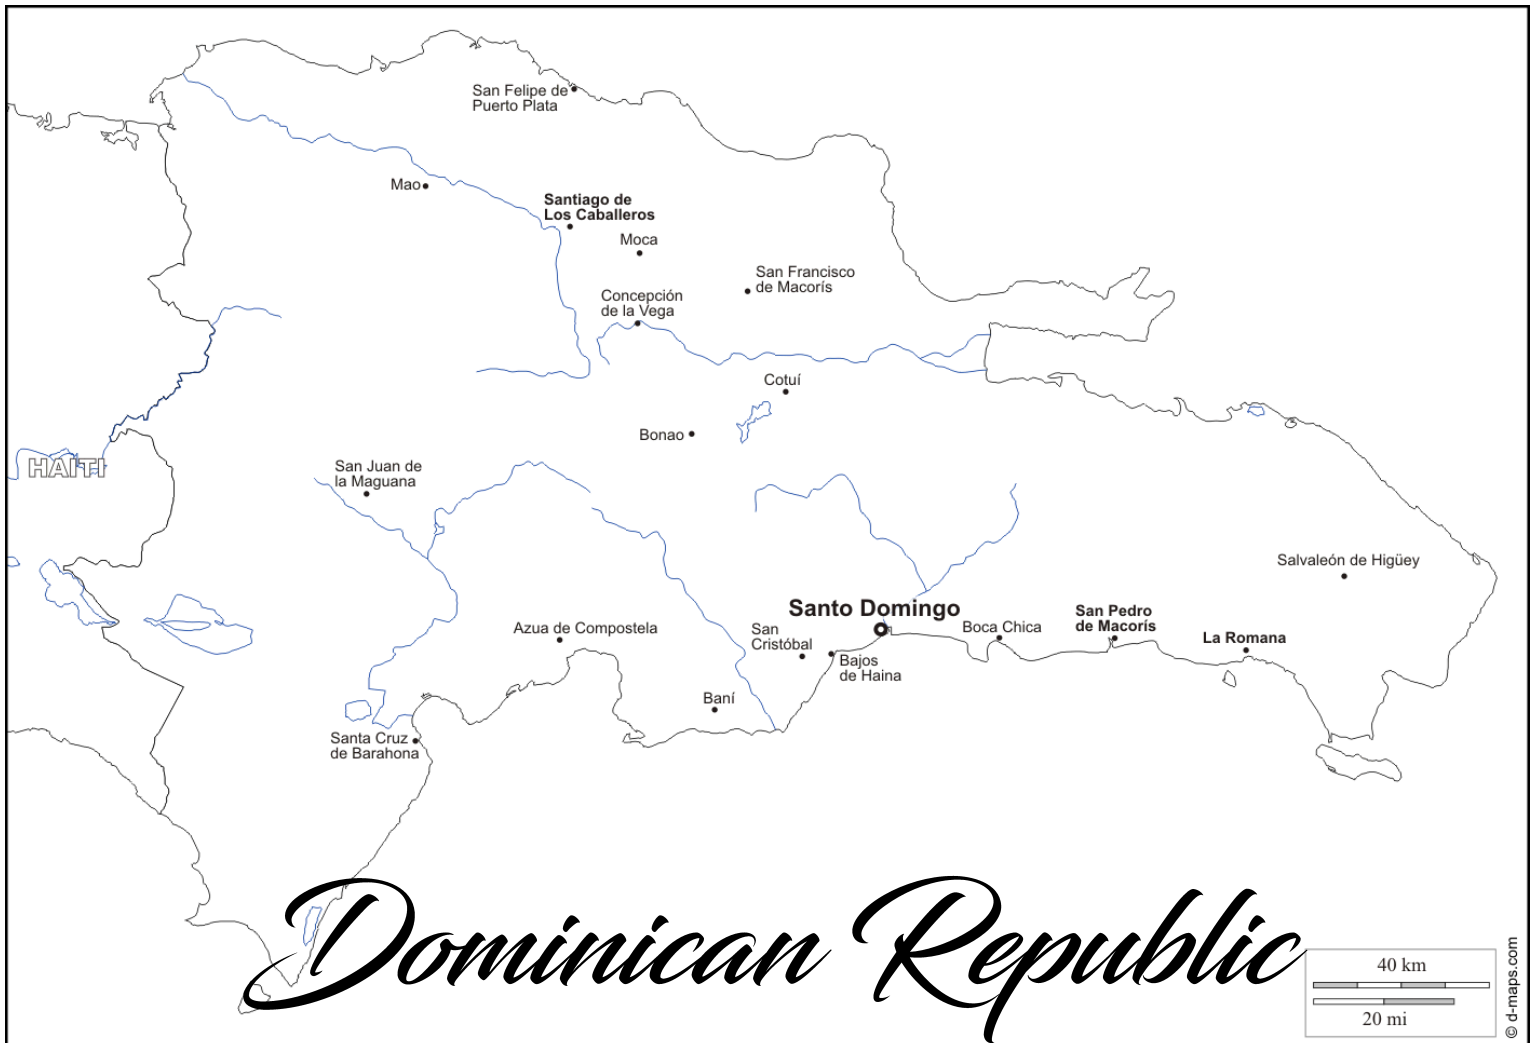 San Felipe de
Puerto Plata
Mao
Santiago de
Los Caballeros
Moca
San Francisco
de Macorís
Concepción
de la Vega
Cotuí
Bonao
HAITI
San Juan de
la Maguana
Salvaleón de Higüey
Santo Domingo
San Pedro
de Macorís
Azua de Compostela
San
Cristóbal
Boca Chica
La Romana
Bajos
de Haina
Baní
Santa Cruz
de Barahona
Dominican Republic
40 km
20 mi
© d-maps.com